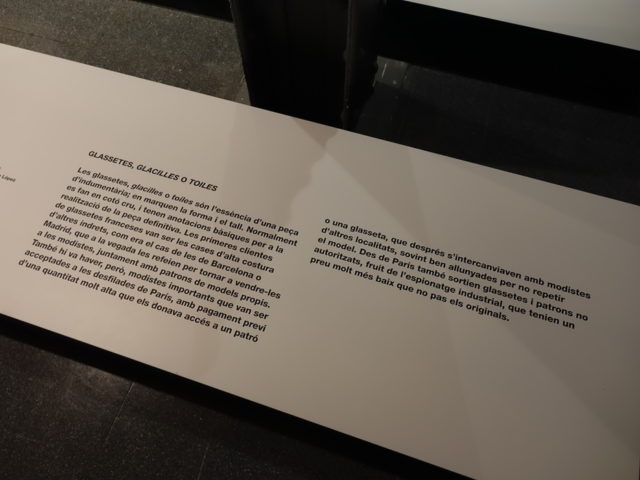 López
GLASSETES, GLACILLES O TOILES
Les glassetes, glacilles o toiles són l'essència d'una peça
d'indumentària; en marquen la forma i el tall. Normalment
es fan en cotó cru, i tenen anotacions bàsiques per a la
realització de la peça definitiva. Les primeres clientes
de glassetes franceses van ser les cases d'alta costura
d'altres indrets, com era el cas de les de Barcelona o
Madrid, que a la vegada les refeien per tornar a vendre-les
a les modistes, juntament amb patrons de models propis.
També hi va haver, però, modistes importants que van ser
acceptades a les desfilades de París, amb pagament previ
d'una quantitat molt alta que els donava accés a un patró
o una glasseta, que després s'intercanviaven amb modistes
d'altres localitats, sovint ben allunyades per no repetir
el model. Des de París també sortien glassetes i patrons no
autoritzats, fruit de l'espionatge industrial, que tenien un
preu molt més baix que no pas els originals.